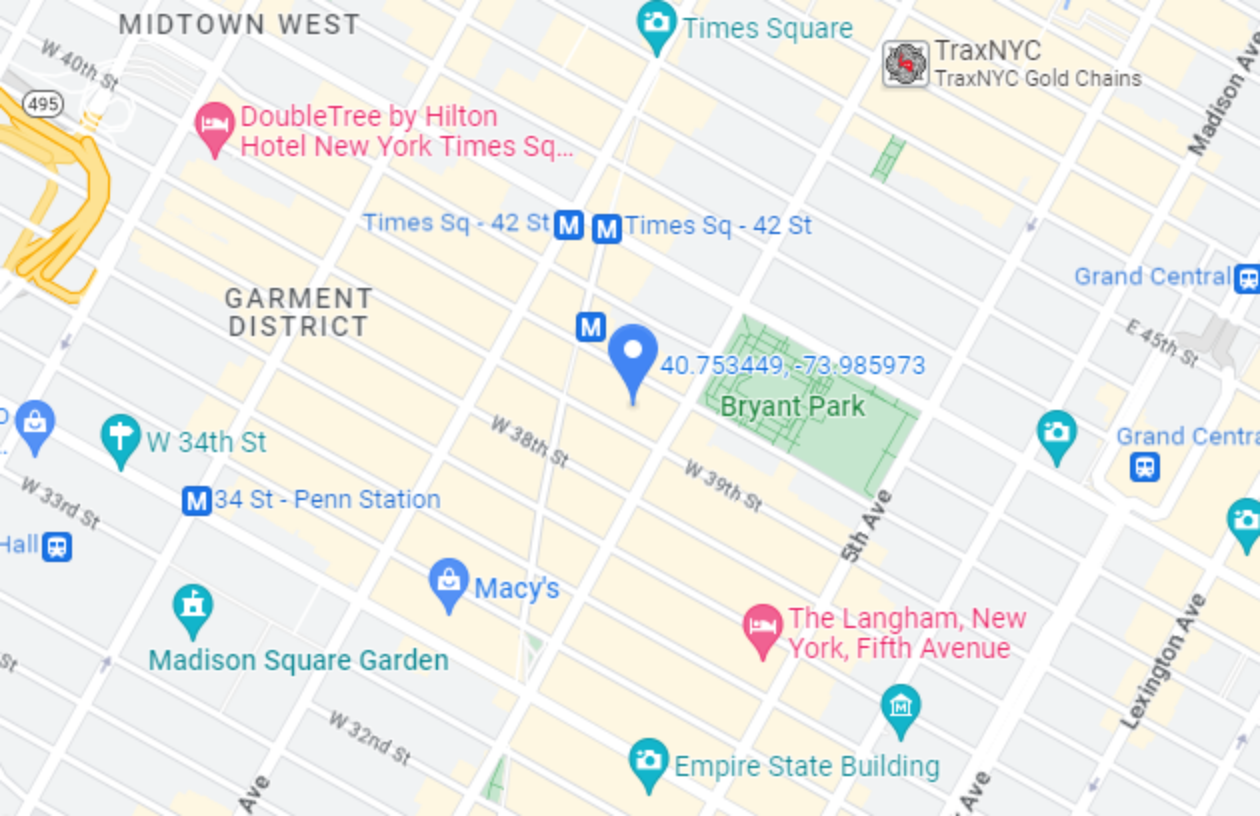 MIDTOWN WEST
Times Square
W 40th St
TraxNYC
TraxNYC Gold Chains
Madison Ave
495
DoubleTree by Hilton
Hotel New York Times Sq...
Times Sq - 42 St
M
M
Times Sq - 42 St
Grand Central
GARMENT
DISTRICT
M
E 45th St
40.753449, -73.985973
Bryant Park
W 34th St
W 38th St
Grand Centra
W 39th St
W 33rd St
M
34 St - Penn Station
5th Ave
Hall
Macy's
The Langham, New
York, Fifth Avenue
Madison Square Garden
St
Lexington Ave
M
W 32nd St
Empire State Building
Ave
Ave